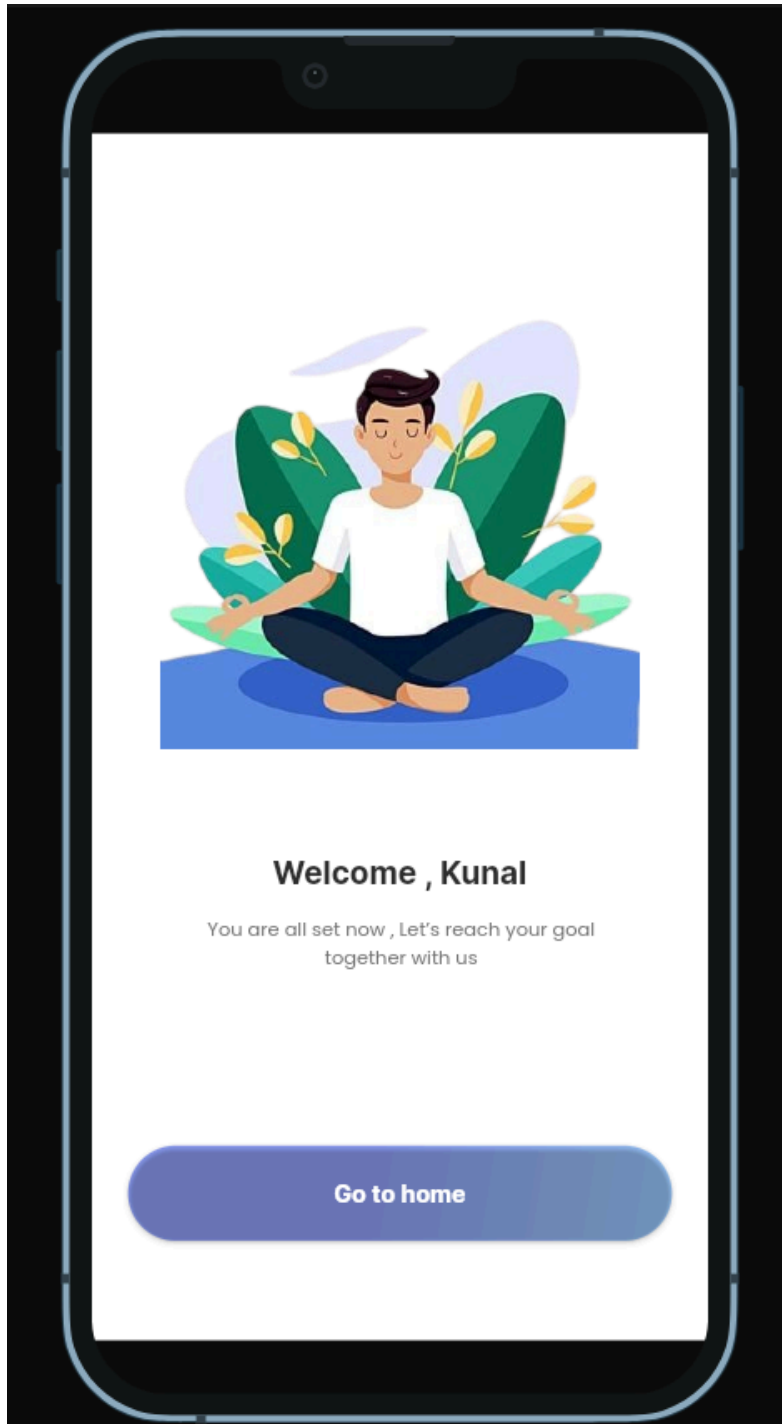 Welcome , Kunal
You are all set now , Let's reach your goal
together with us
Go to home